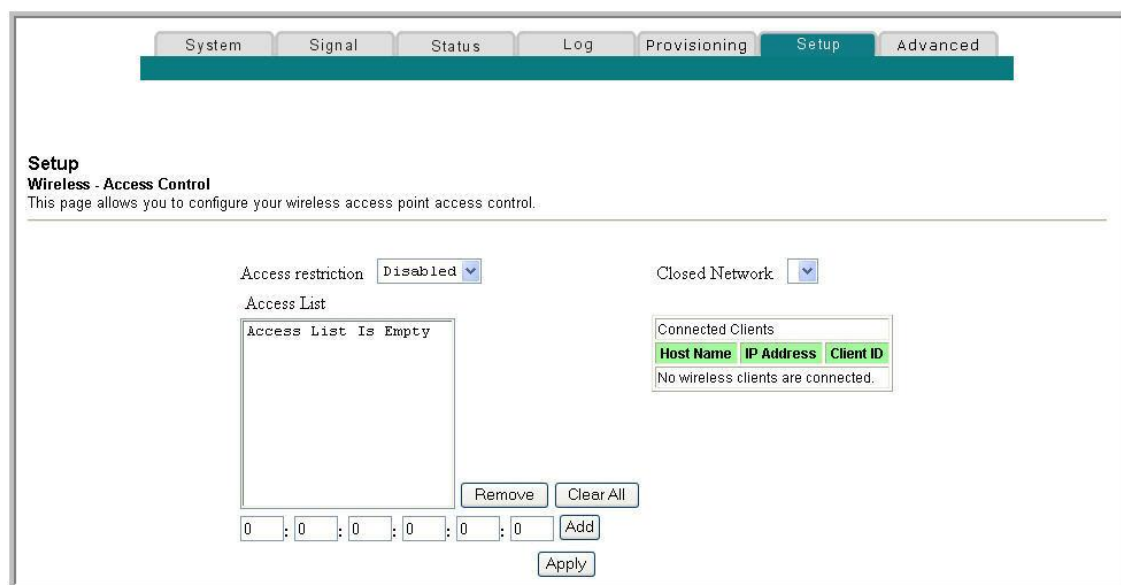 System Signal Status Log Provisioning Setup Advanced
Setup
Wireless - Access Control
This page allows you to configure your wireless access point access control.
Access restriction Disabled
Closed Network
Access List
Access List Is Empty
Connected Clients
Host Name IP Address Client ID
No wireless clients are connected.
Remove Clear All
0 : 0 : 0 : 0 : 0 : 0 Add
Apply